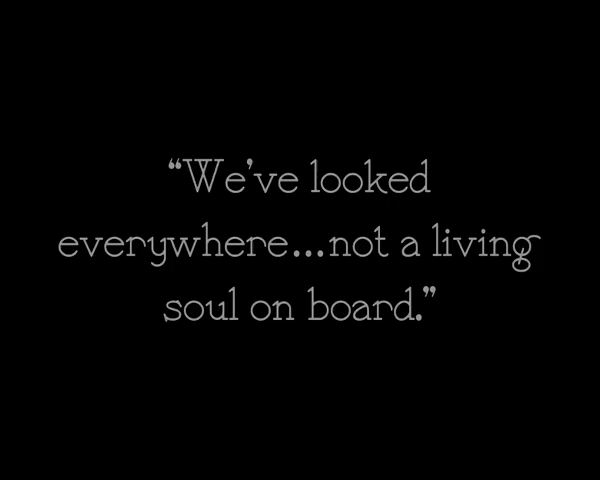 “We’ve looked
everywhere...not a living
soul on board.”